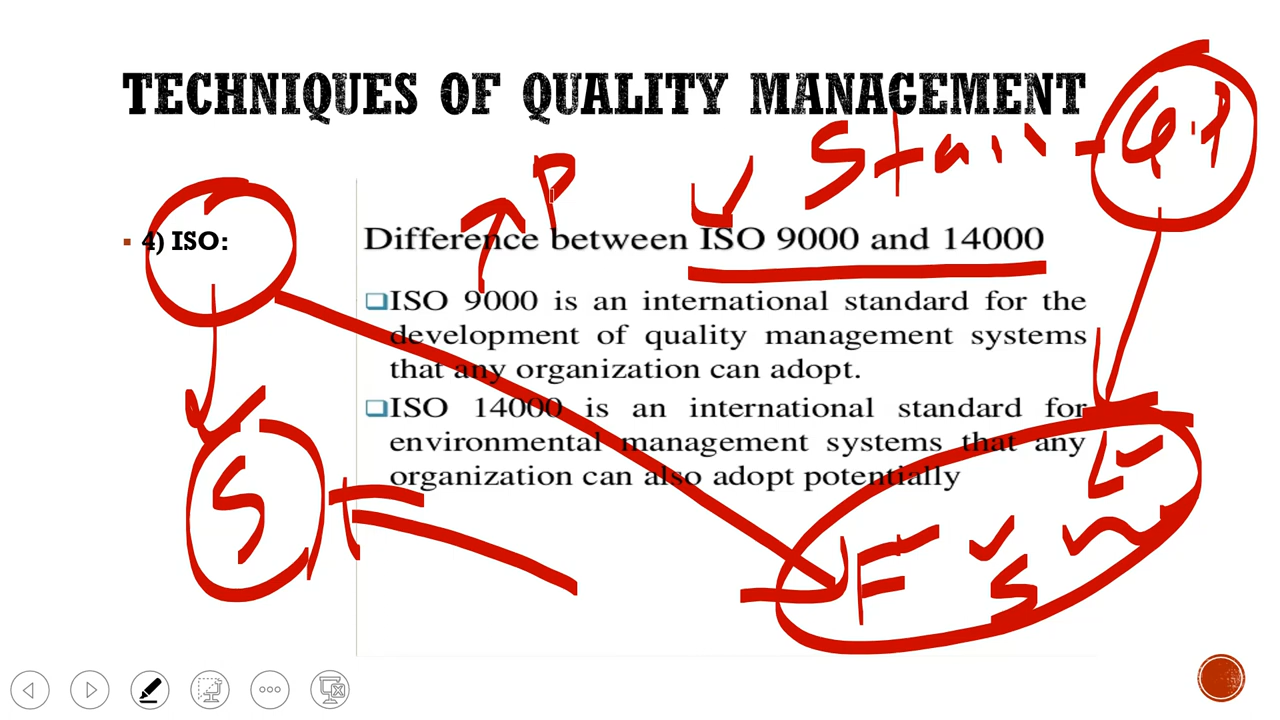 TECHNIQUES OF QUALITY MANAGEMENT
P
4) ISO:
Difference between ISO 9000 and 14000
❑ISO 9000 is an international standard for the
development of quality management systems
that any organization can adopt.
❑ISO 14000 is an international standard for
environmental management systems that any
organization can also adopt potentially
S
F
S